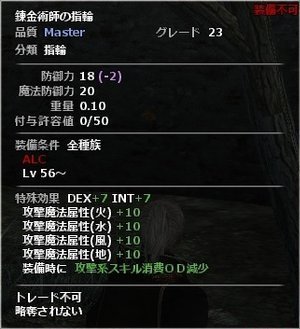 装備不可
錬金術師の指輪
品質 Master グレード 23
分類 指輪
防御力 18 (-2)
魔法防御力 20
重量 0.10
付与許容値 0/50
装備条件 全種族
ALC
Lv 56～
特殊効果 DEX+7 INT+7
攻撃魔法属性(火) +10
攻撃魔法属性(水) +10
攻撃魔法属性(風) +10
攻撃魔法属性(地) +10
装備時に 攻撃系スキル消費OD減少
トレード不可
略奪されない